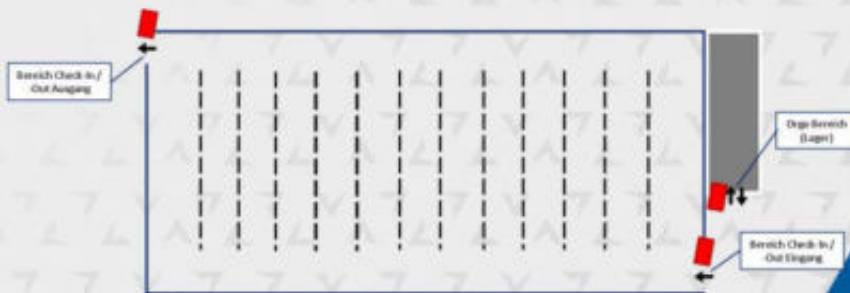 Bereich Check-In /
Out Ausgang
Orga Bereich
(Lager)
Bereich Check-In /
Out Eingang